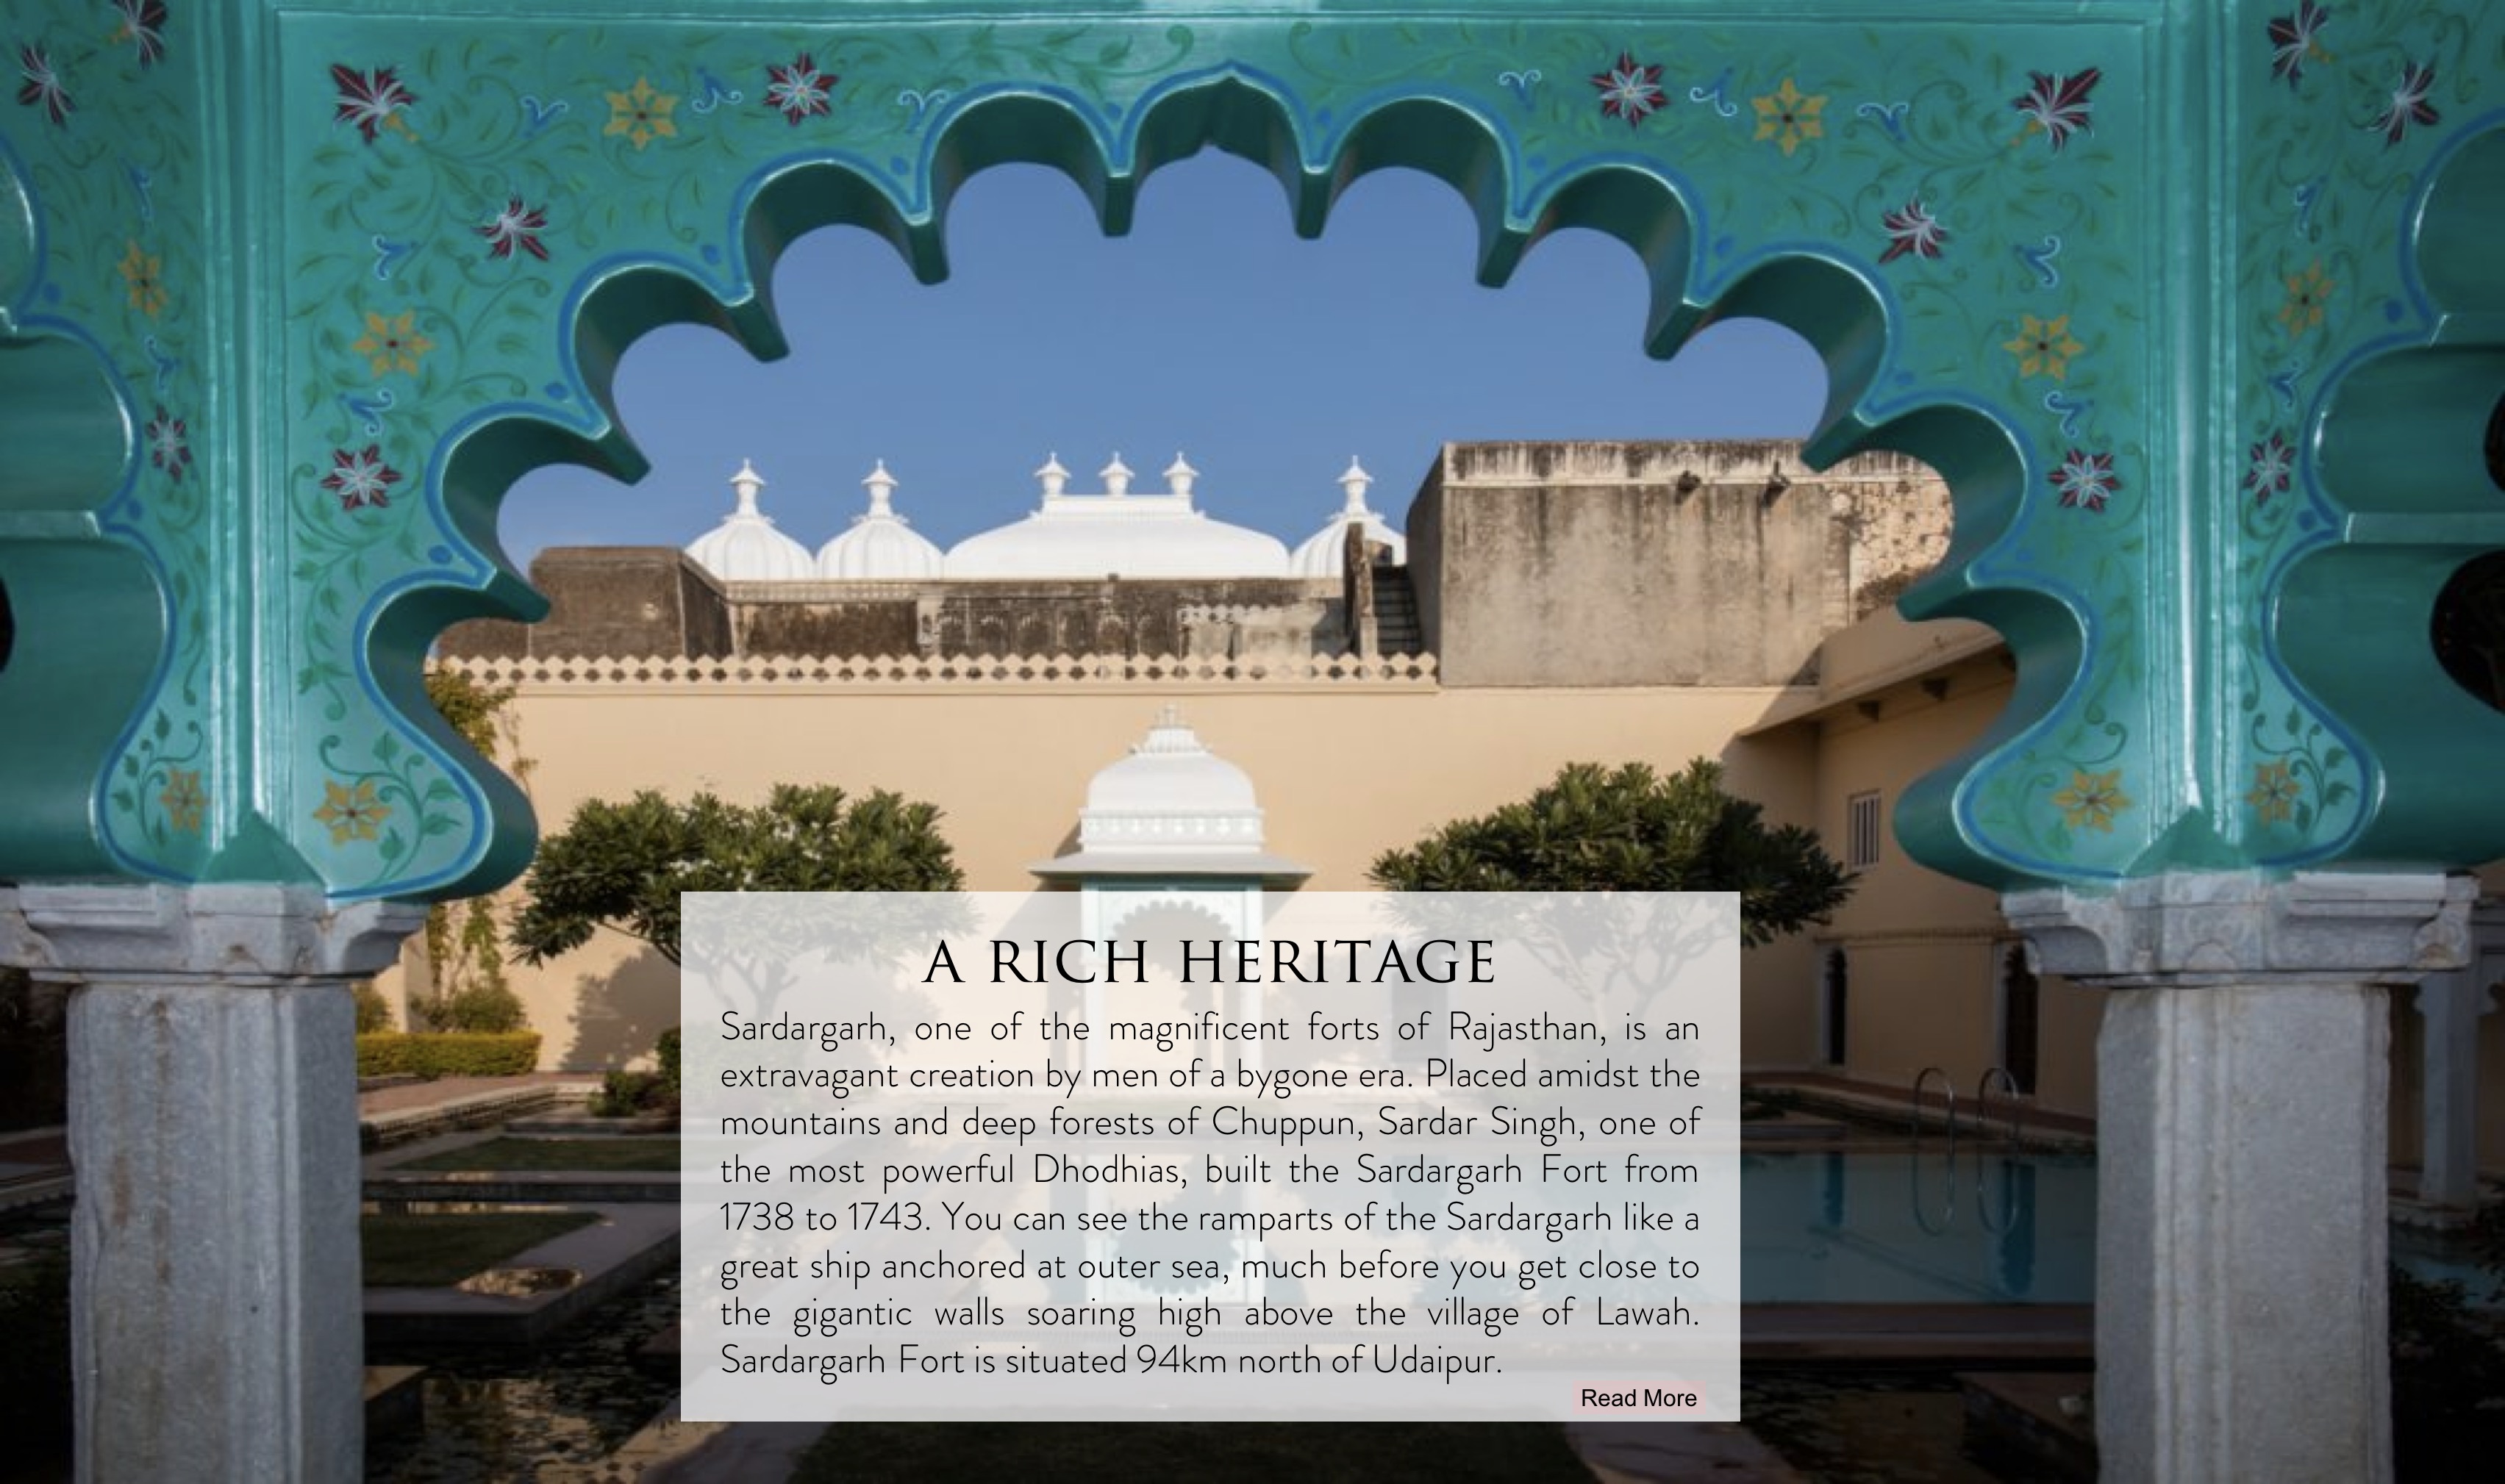 A RICH HERITAGE
Sardargarh, one of the magnificent forts of Rajasthan, is an
extravagant creation by men of a bygone era. Placed amidst the
mountains and deep forests of Chuppun, Sardar Singh, one of
the most powerful Dhodhias, built the Sardargarh Fort from
1738 to 1743. You can see the ramparts of the Sardargarh like a
great ship anchored at outer sea, much before you get close to
the gigantic walls soaring high above the village of Lawah.
Sardargarh Fort is situated 94km north of Udaipur.
Read More